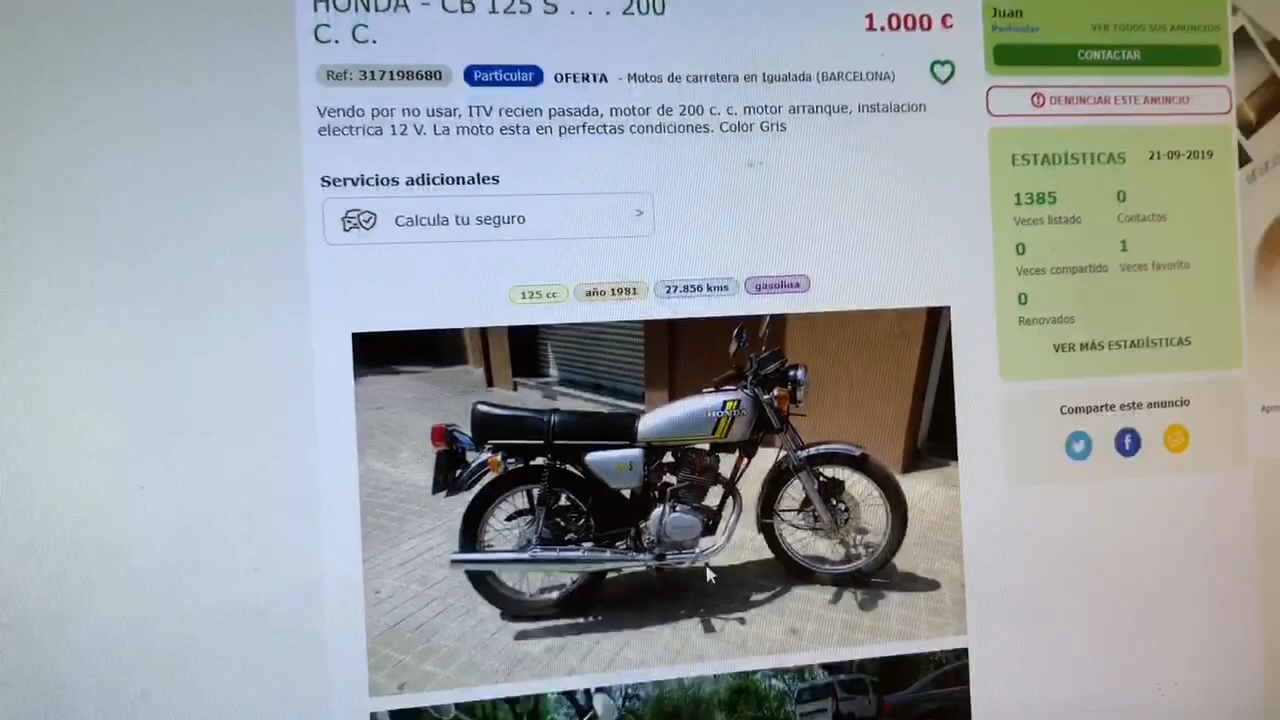 HONDA - CB 125 S . . . 200
C. C.
1.000 €
Ref: 317198680
Particular
OFERTA - Motos de carretera en Igualada (BARCELONA)
Vendo por no usar, ITV recien pasada, motor de 200 c. c. motor arranque, instalacion
electrica 12 V. La moto esta en perfectas condiciones. Color Gris
Servicios adicionales
Calcula tu seguro >
125 cc
año 1981
27.856 kms
gasolina
HONDA
Juan
Particular
VER TODOS SUS ANUNCIOS
CONTACTAR
DENUNCIAR ESTE ANUNCIO
ESTADÍSTICAS 21-09-2019
1385 0
Veces listado Contactos
0 1
Veces compartido Veces favorito
0
Renovados
VER MÁS ESTADÍSTICAS
Comparte este anuncio